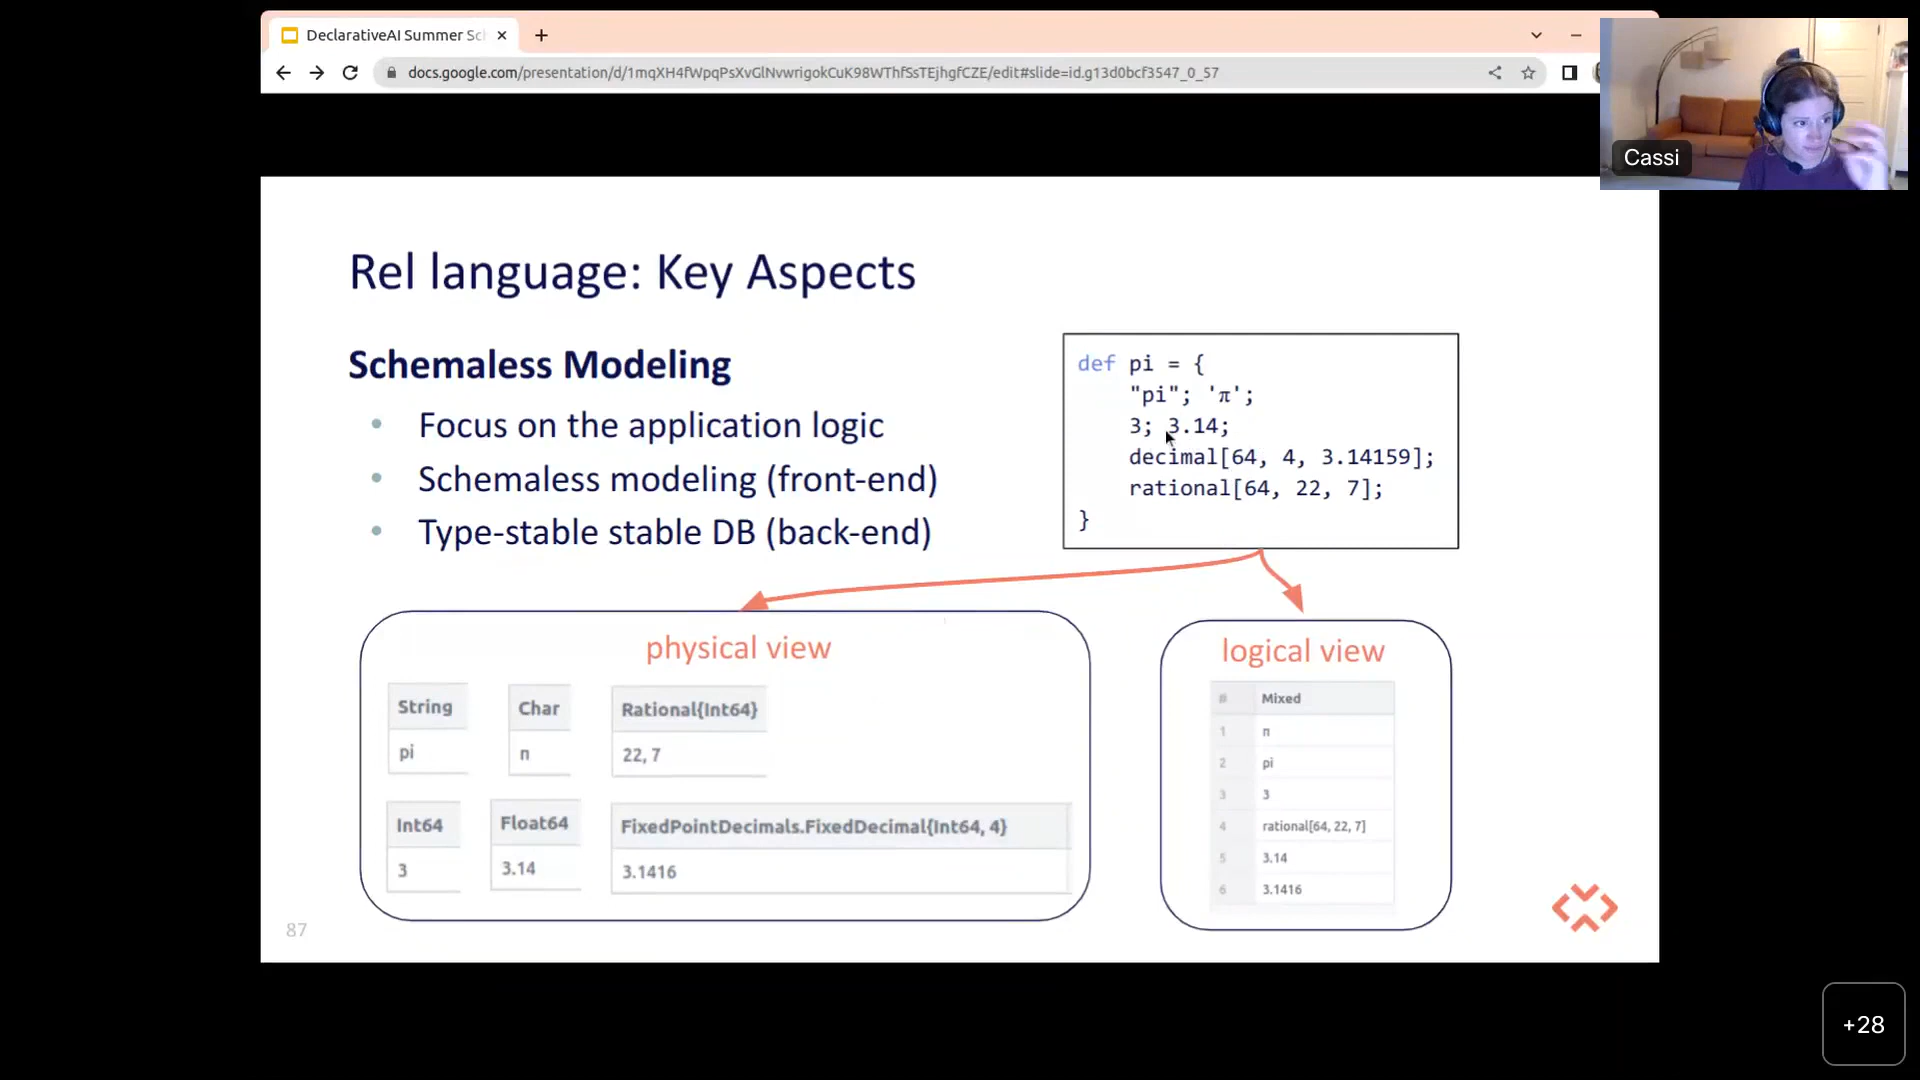 DeclarativeAI Summer Sc
docs.google.com/presentation/d/1mqXH4fWpqPsXvGlNvwrigokCuK98WThfSsTEjhgfCZE/edit#slide=id.g13d0bcf3547_0_57
Cassi
Rel language: Key Aspects
Schemaless Modeling
• Focus on the application logic
• Schemaless modeling (front-end)
• Type-stable stable DB (back-end)
def pi = {
"pi"; 'π';
3; 3.14;
decimal[64, 4, 3.14159];
rational[64, 22, 7];
}
physical view
String
pi
Char
π
Rational{Int64}
22, 7
Int64
3
Float64
3.14
FixedPointDecimals.FixedDecimal{Int64, 4}
3.1416
logical view
# Mixed
1 π
2 pi
3 3
4 rational[64, 22, 7]
5 3.14
6 3.1416
87
+28